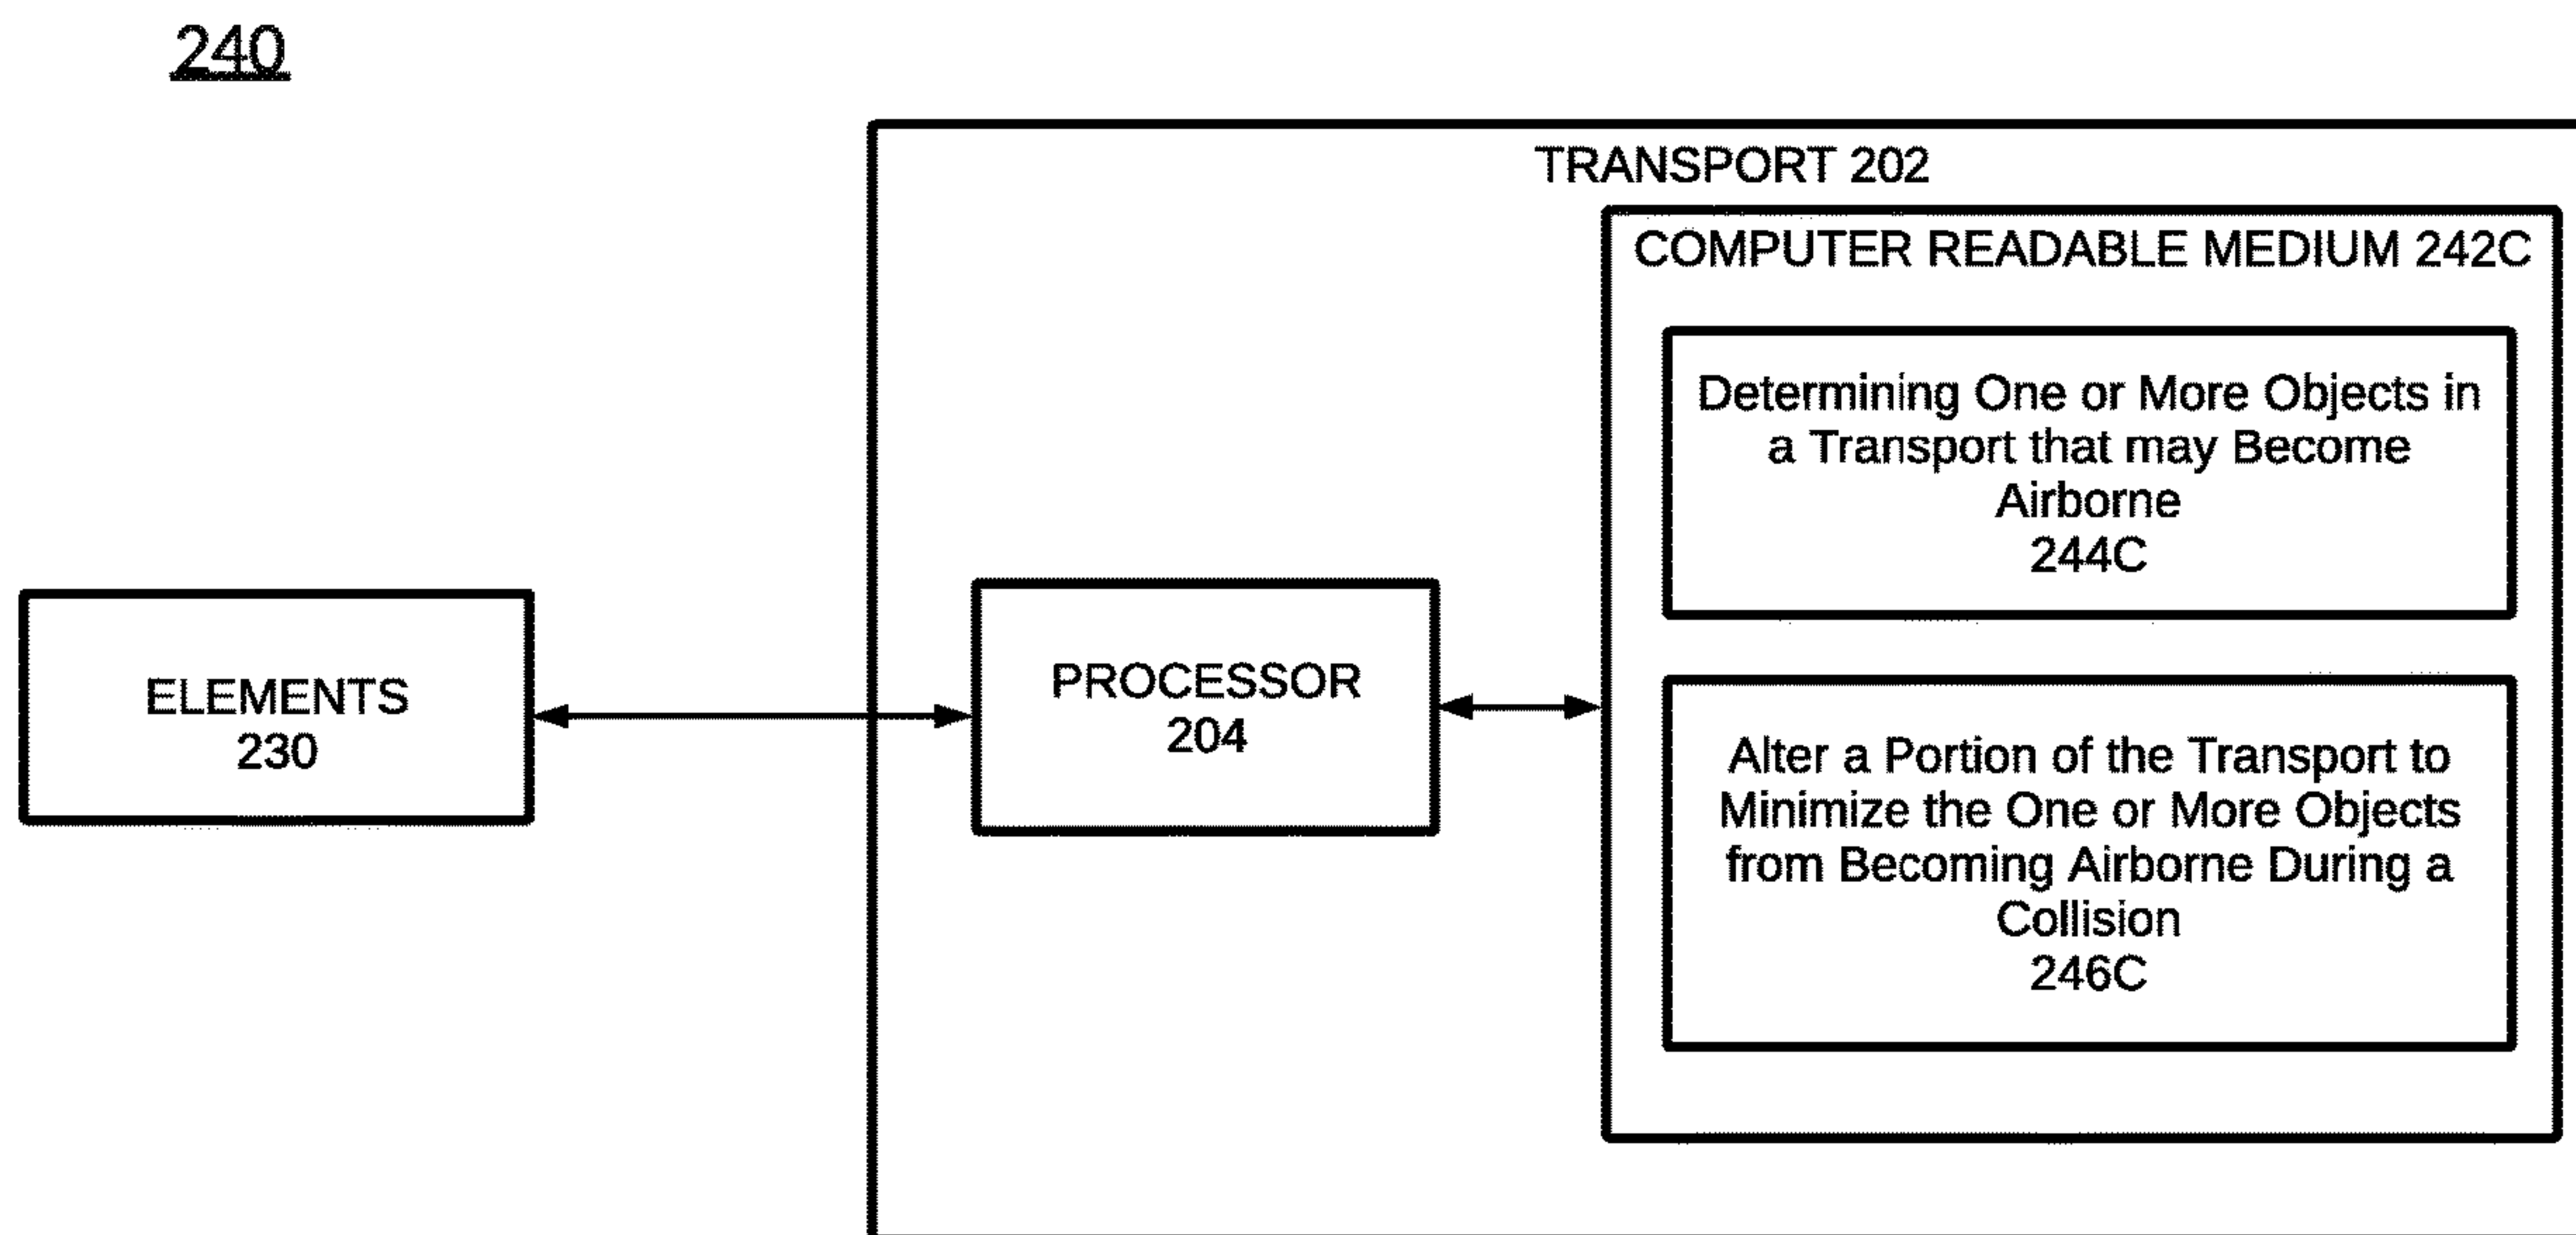 240
TRANSPORT 202
COMPUTER READABLE MEDIUM 242C
Determining One or More Objects in
a Transport that may Become
Airborne
244C
ELEMENTS
230
PROCESSOR
204
Alter a Portion of the Transport to
Minimize the One or More Objects
from Becoming Airborne During a
Collision
246C